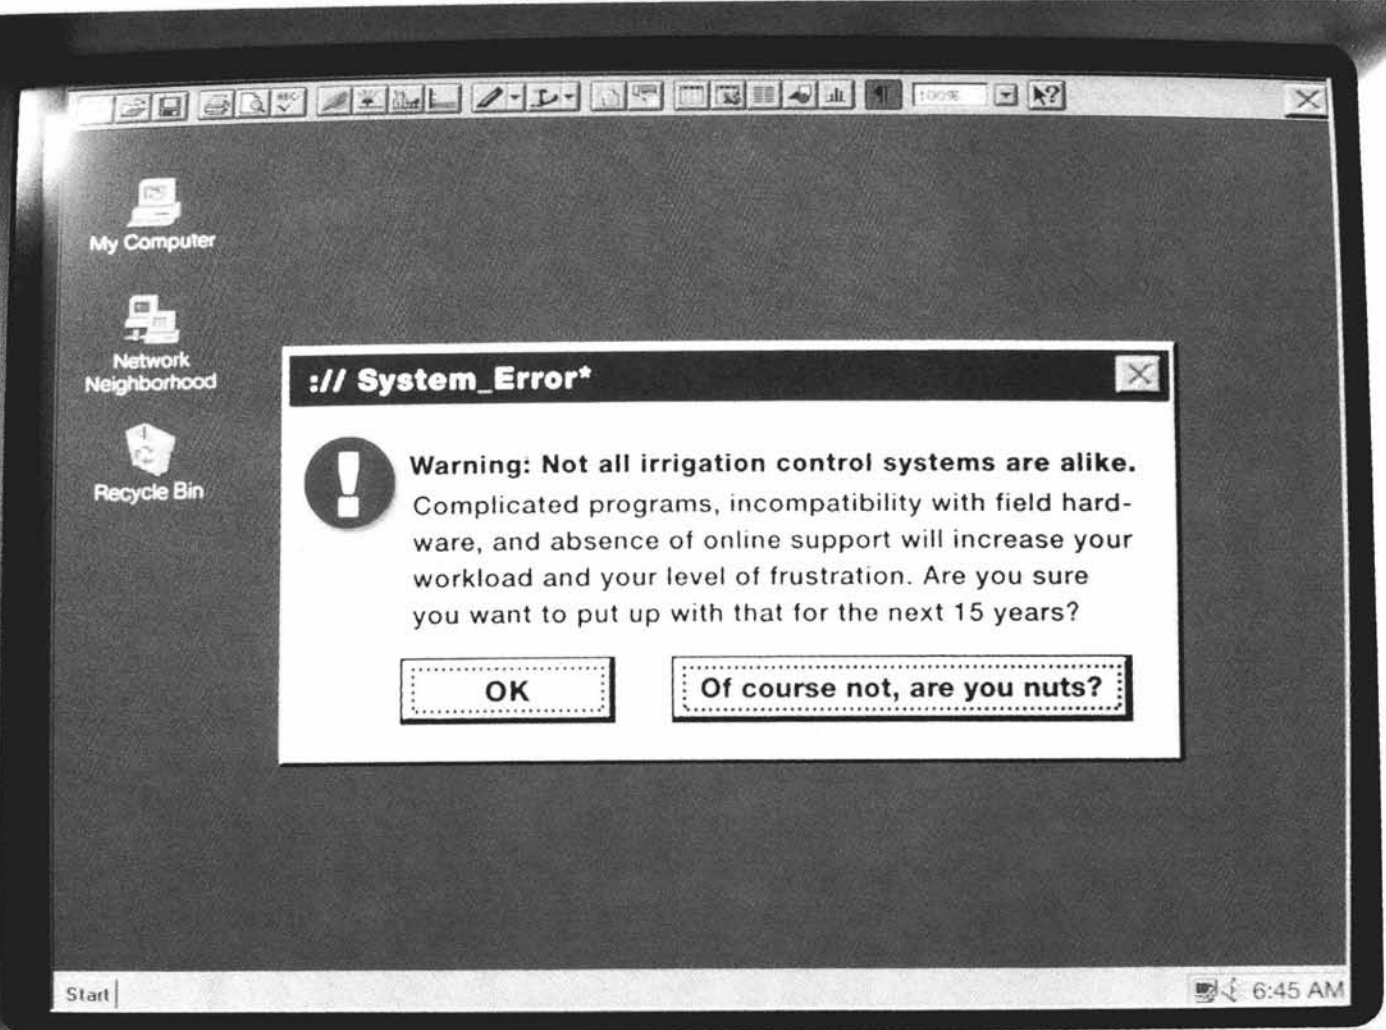 ABC
100%
?
My Computer
Network
Neighborhood
Recycle Bin
:// System_Error*
!
Warning: Not all irrigation control systems are alike.
Complicated programs, incompatibility with field hard-
ware, and absence of online support will increase your
workload and your level of frustration. Are you sure
you want to put up with that for the next 15 years?
OK
Of course not, are you nuts?
Start
6:45 AM